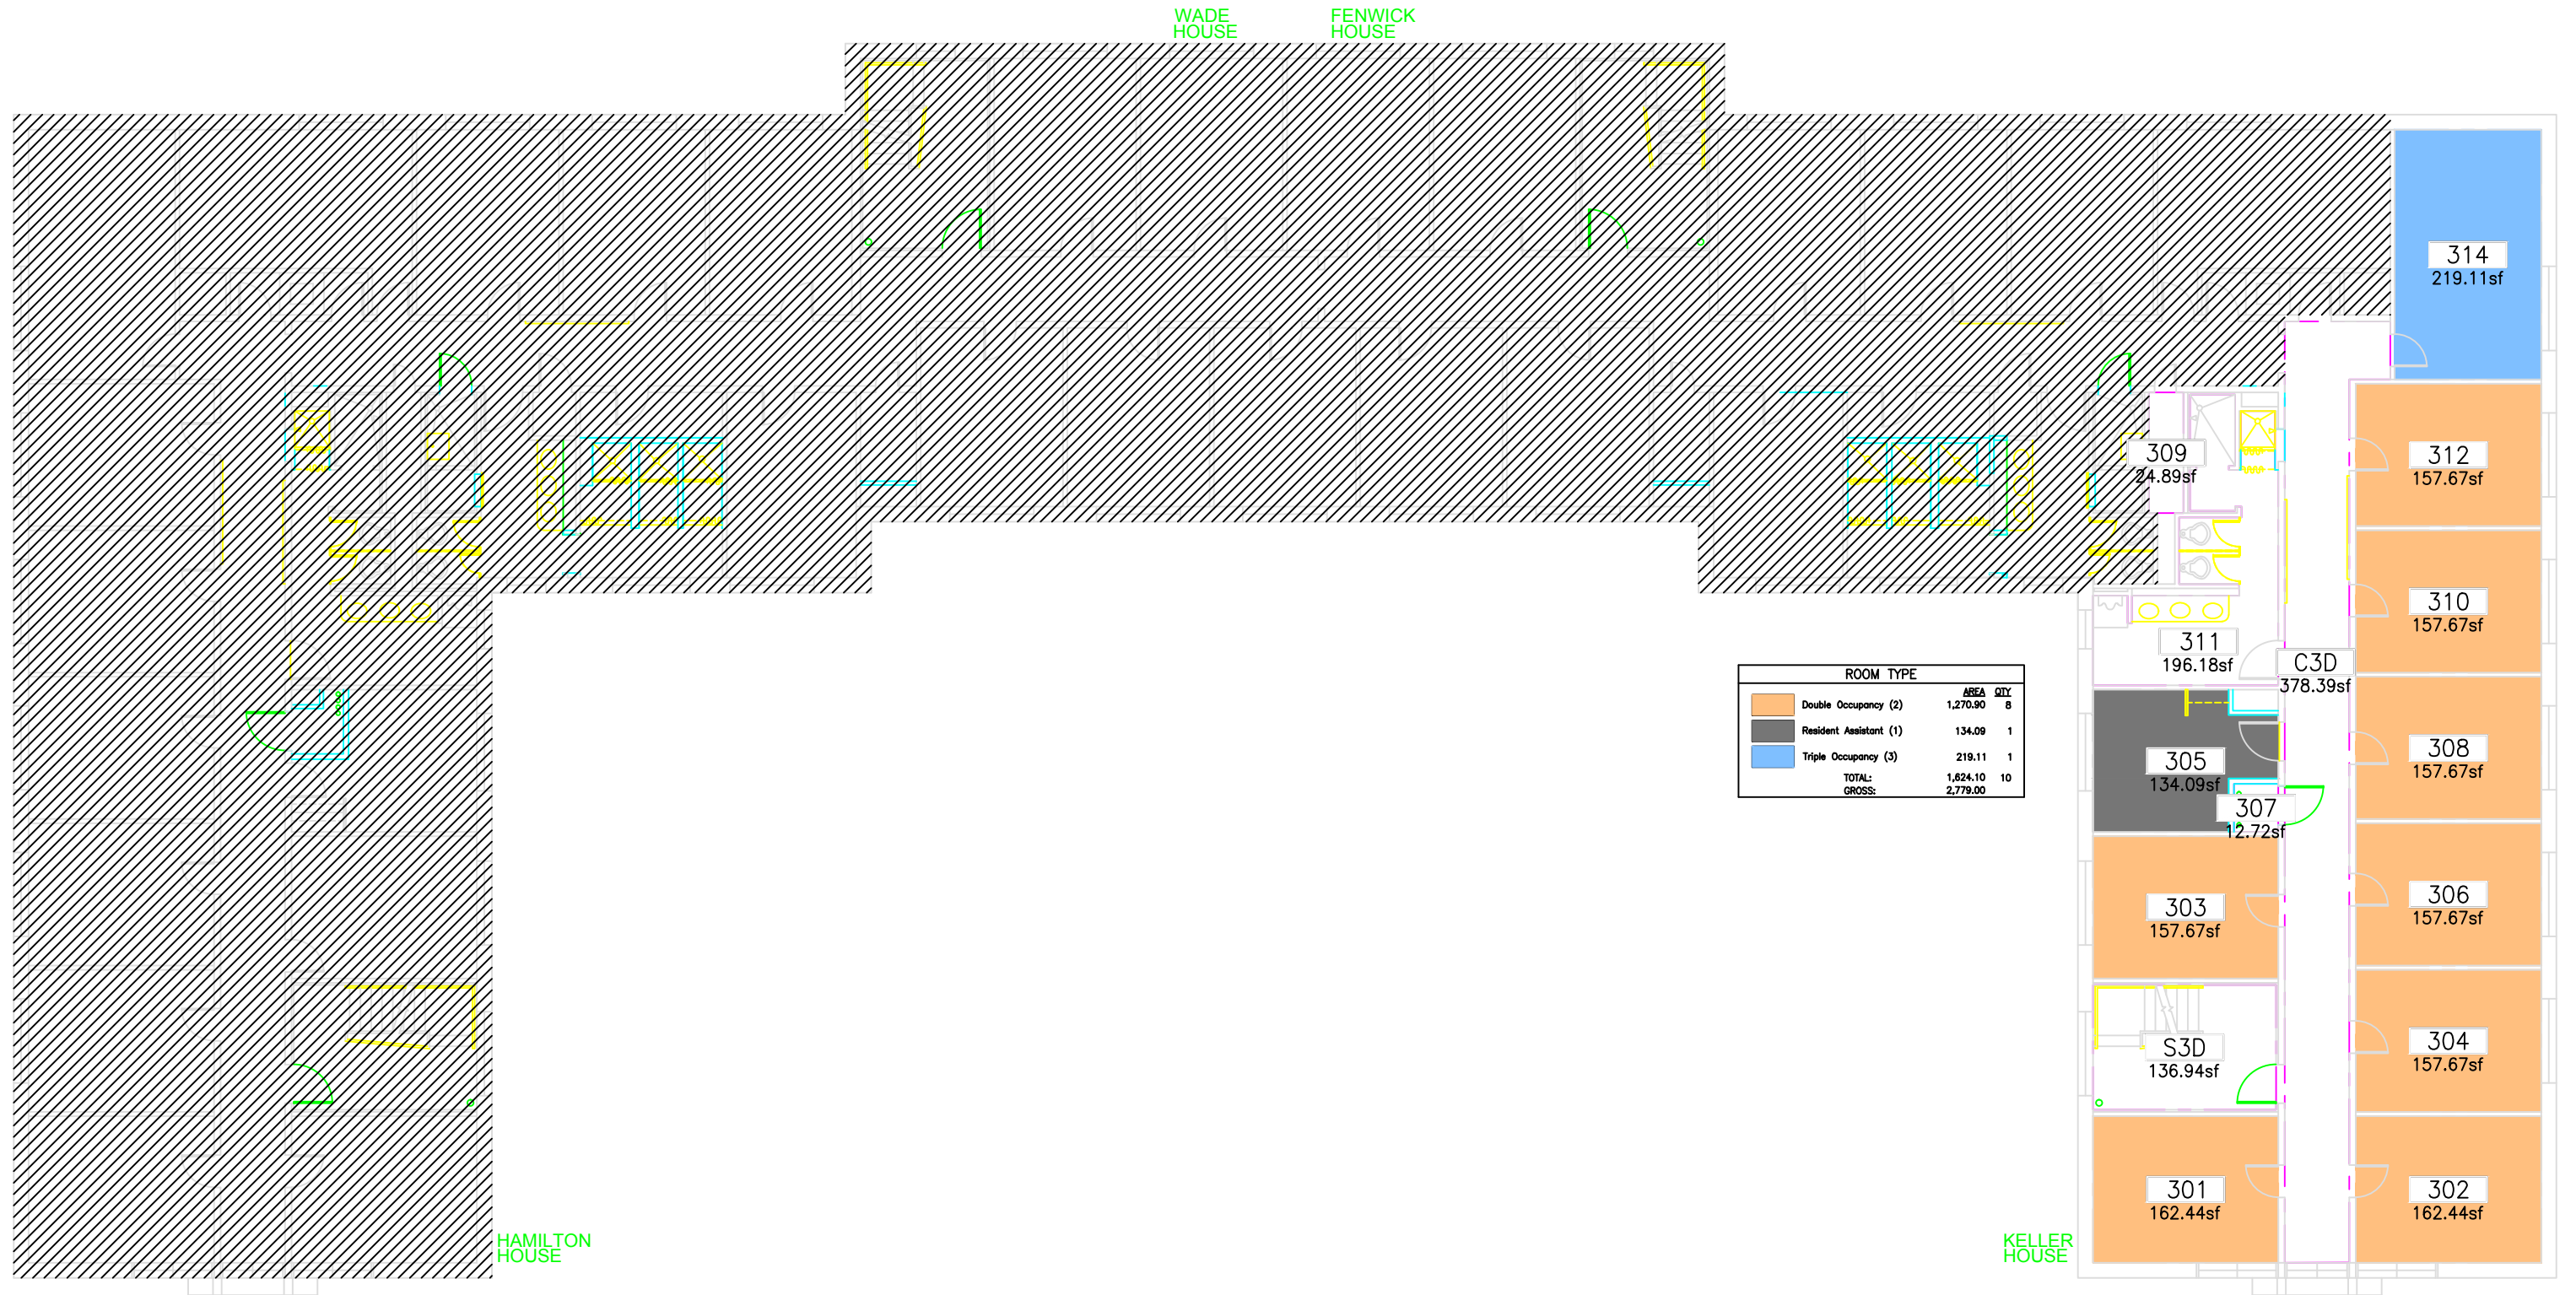 WADE
HOUSE
FENWICK
HOUSE
314
219.11sf
312
157.67sf
309
24.89sf
310
157.67sf
311
196.18sf
C3D
378.39sf
ROOM TYPE
AREA QTY
Double Occupancy (2) 1,270.90 8
Resident Assistant (1) 134.09 1
Triple Occupancy (3) 219.11 1
TOTAL: 1,624.10 10
GROSS: 2,779.00
308
157.67sf
305
134.09sf
307
12.72sf
306
157.67sf
303
157.67sf
304
157.67sf
S3D
136.94sf
301
162.44sf
302
162.44sf
HAMILTON
HOUSE
KELLER
HOUSE